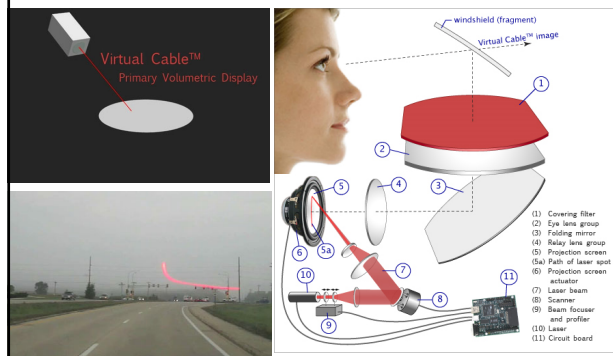 Virtual Cable™
Primary Volumetric Display
windshield (fragment)
Virtual Cable™ image
1
2
3
4
5
5a
6
7
8
9
10
11
(1) Covering filter
(2) Eye lens group
(3) Folding mirror
(4) Relay lens group
(5) Projection screen
(5a) Path of laser spot
(6) Projection screen
actuator
(7) Laser beam
(8) Scanner
(9) Beam focuser
and profiler
(10) Laser
(11) Circuit board